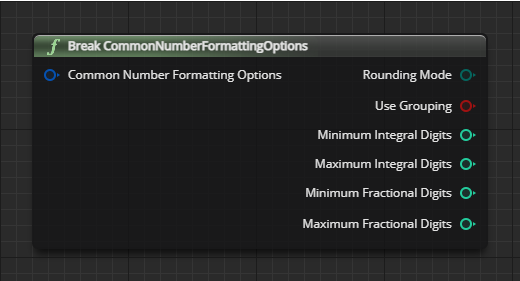 f Break CommonNumberFormattingOptions
Common Number Formatting Options Rounding Mode
Use Grouping
Minimum Integral Digits
Maximum Integral Digits
Minimum Fractional Digits
Maximum Fractional Digits